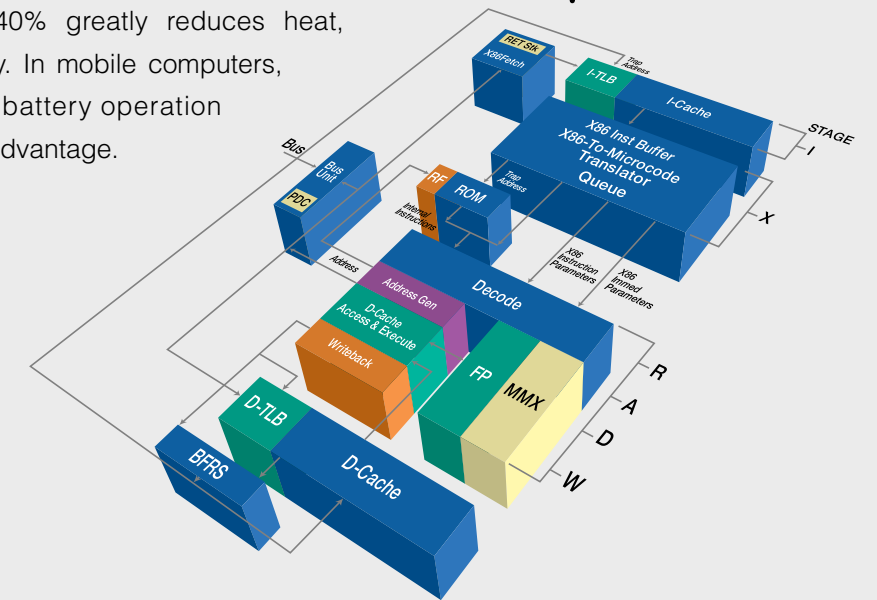 40% greatly reduces heat,
y. In mobile computers,
battery operation
dvantage.
RET Stk
X86Fetch
I-TLB
Trap
Address
I-Cache
STAGE
I
X86 Inst Buffer
X86-To-Microcode
Translator
Queue
X
Bus
Bus
Unit
PDC
RF
ROM
Trap
Address
Internal
Instructions
X86
Instruction
Parameters
X86
Immed
Parameters
Address
Decode
Address Gen
D-Cache
Access & Execute
Writeback
FP
MMX
R
A
D
W
D-TLB
BFRS
D-Cache